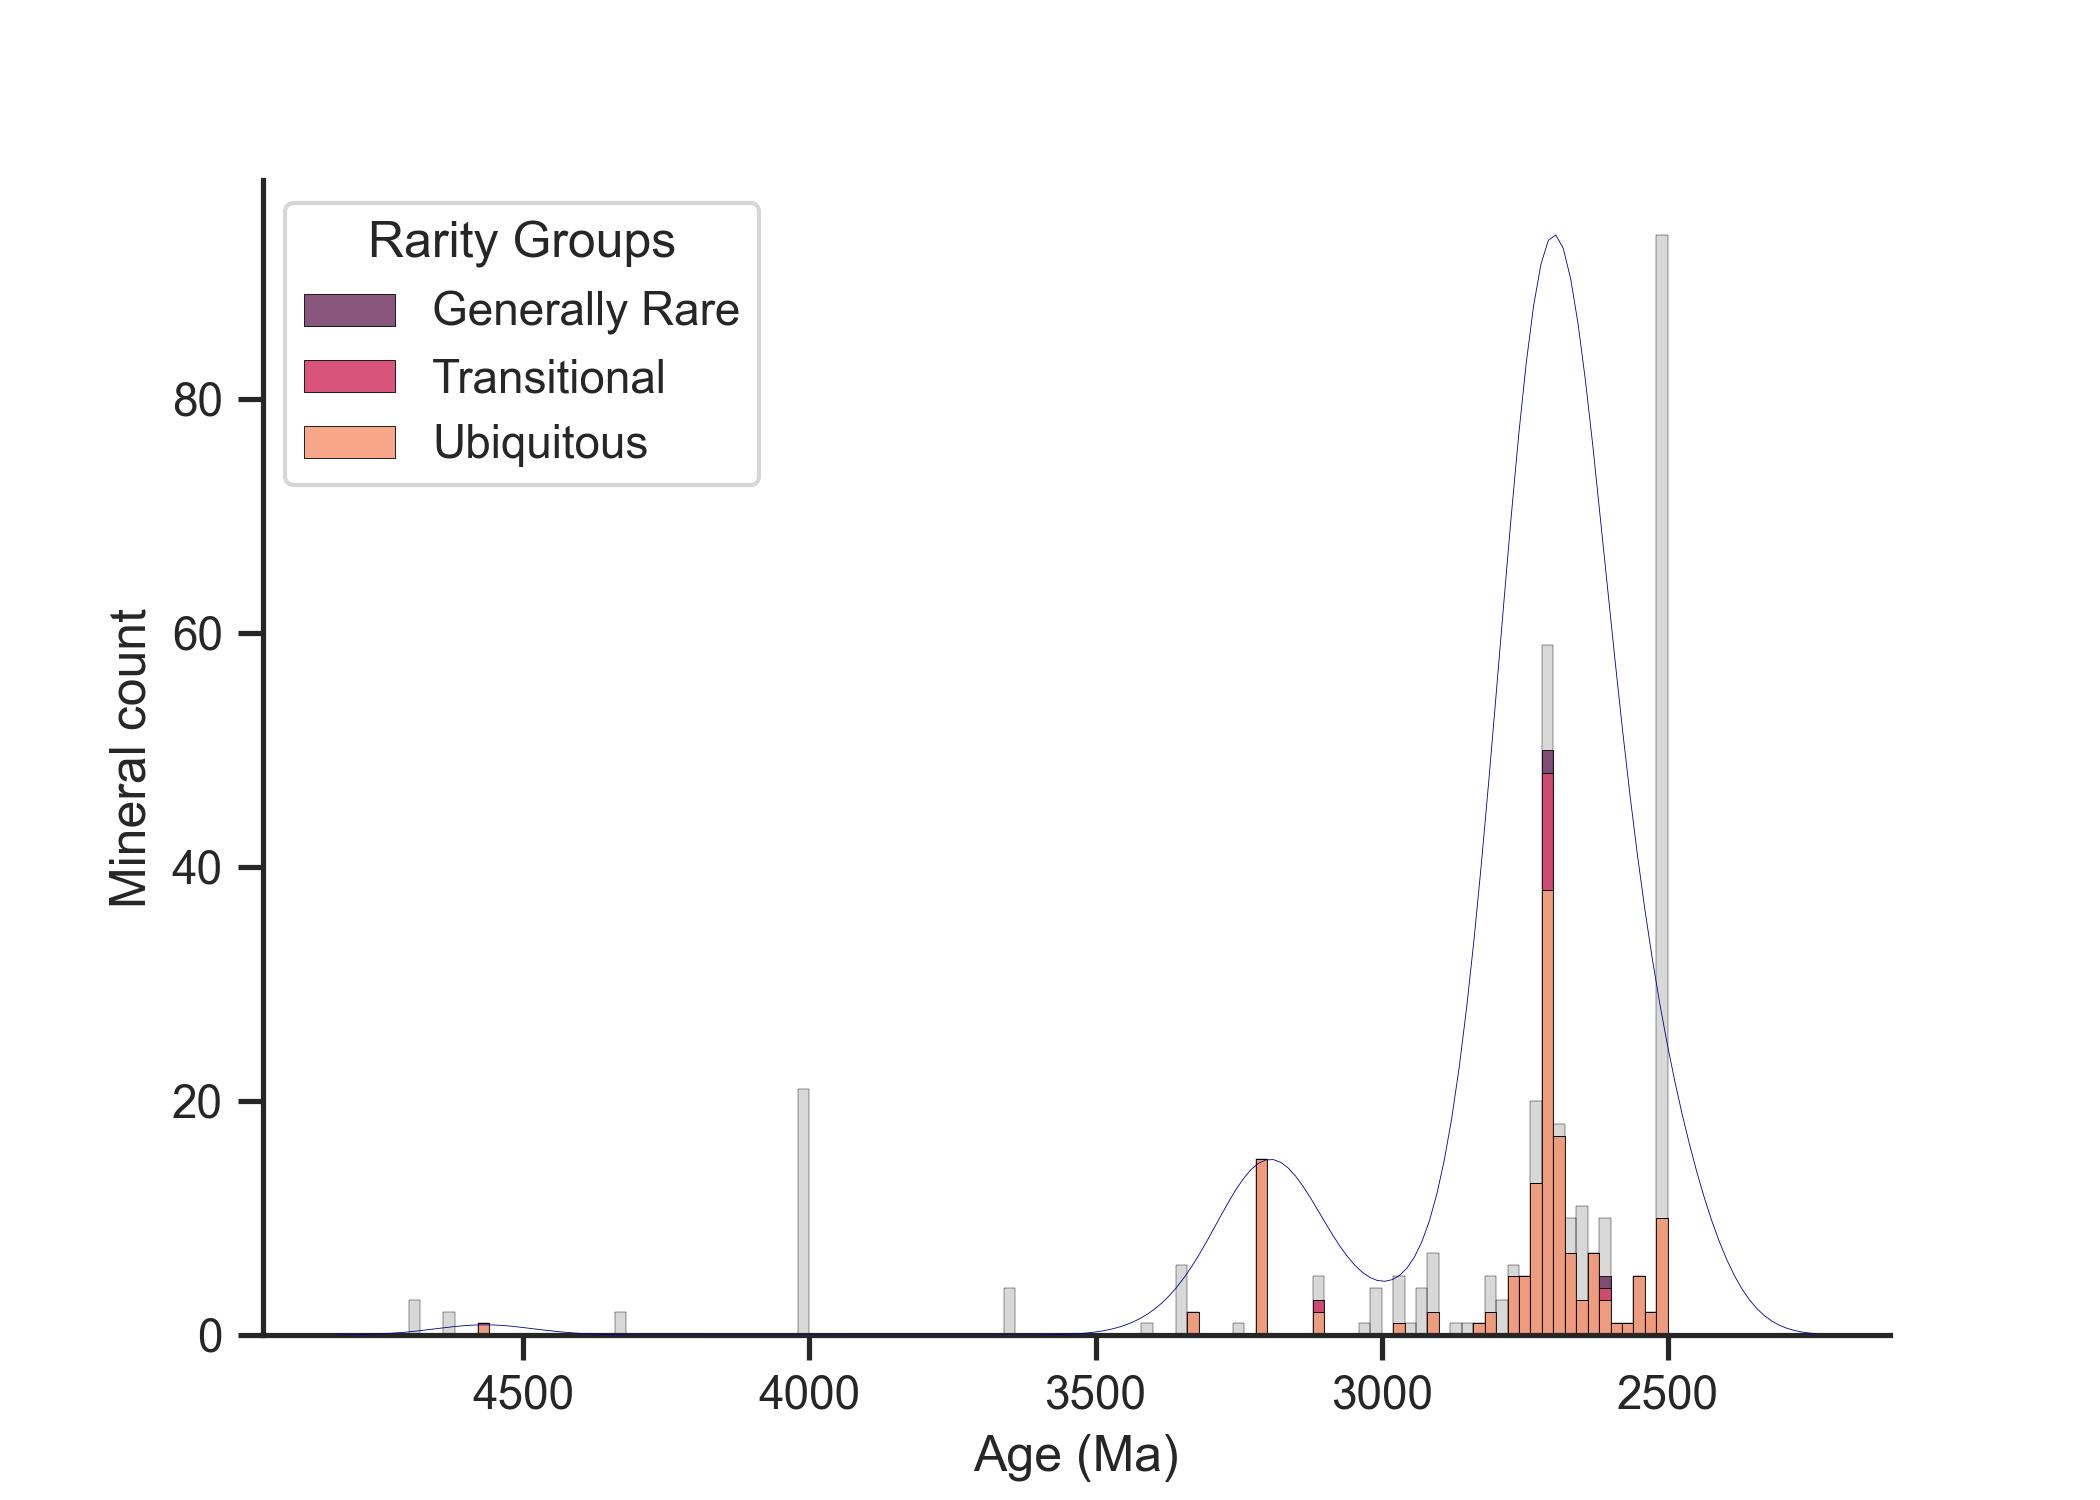 Rarity Groups
Generally Rare
Transitional
Ubiquitous
Mineral count
80
60
40
20
0
4500 4000 3500 3000 2500
Age (Ma)